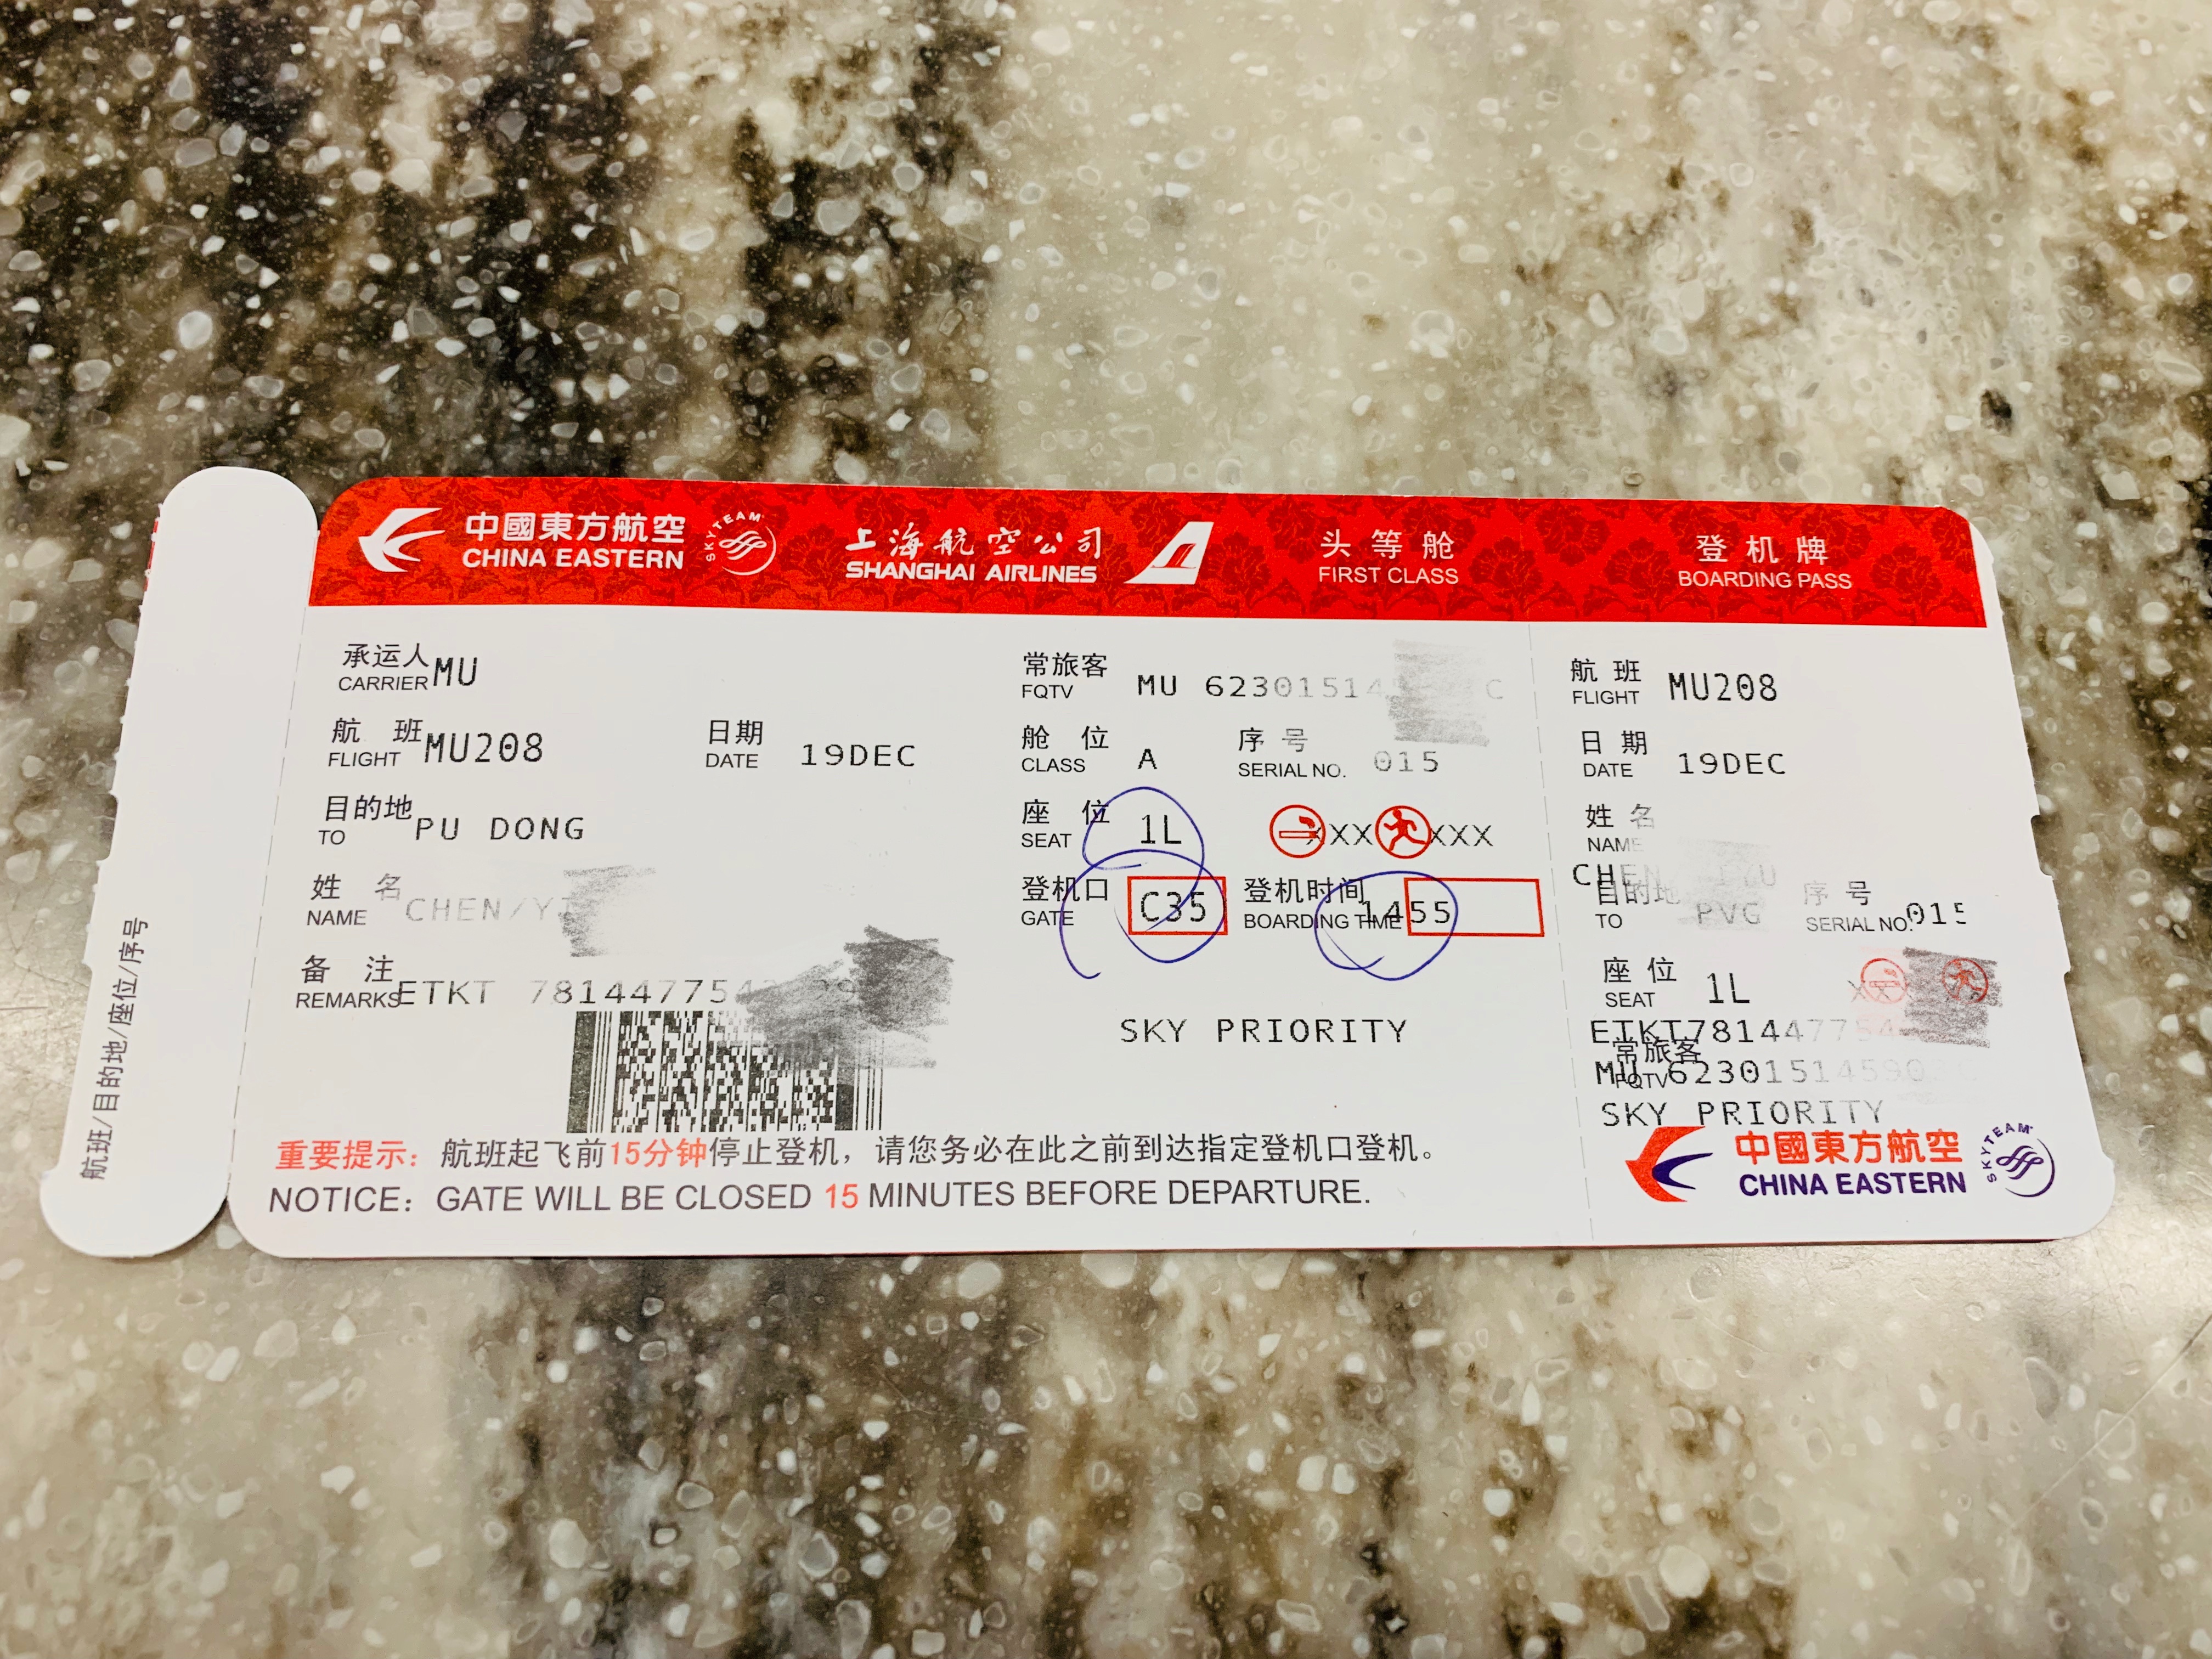 中國東方航空
CHINA EASTERN
SKYTEAM
上海航空公司
SHANGHAI AIRLINES
头等舱
FIRST CLASS
登机牌
BOARDING PASS
承运人 MU
CARRIER
航 班 MU208
FLIGHT
日期 19DEC
DATE
目的地 PU DONG
TO
姓 名
NAME
备 注 ETKT
REMARKS
常旅客 MU
FQTV
舱 位 A
CLASS
序 号 015
SERIAL NO.
座 位 1L
SEAT
XXX XXX
登机口 C35
GATE
登机时间 1455
BOARDING TIME
SKY PRIORITY
重要提示：航班起飞前15分钟停止登机，请您务必在此之前到达指定登机口登机。
NOTICE：GATE WILL BE CLOSED 15 MINUTES BEFORE DEPARTURE.
航班/目的地/座位/序号
航 班 MU208
FLIGHT
日 期 19DEC
DATE
姓 名
NAME
目的地 PVG
TO
序 号 015
SERIAL NO.
座 位 1L
SEAT
常旅客 MU
FQTV
SKY PRIORITY
中國東方航空
CHINA EASTERN
SKYTEAM